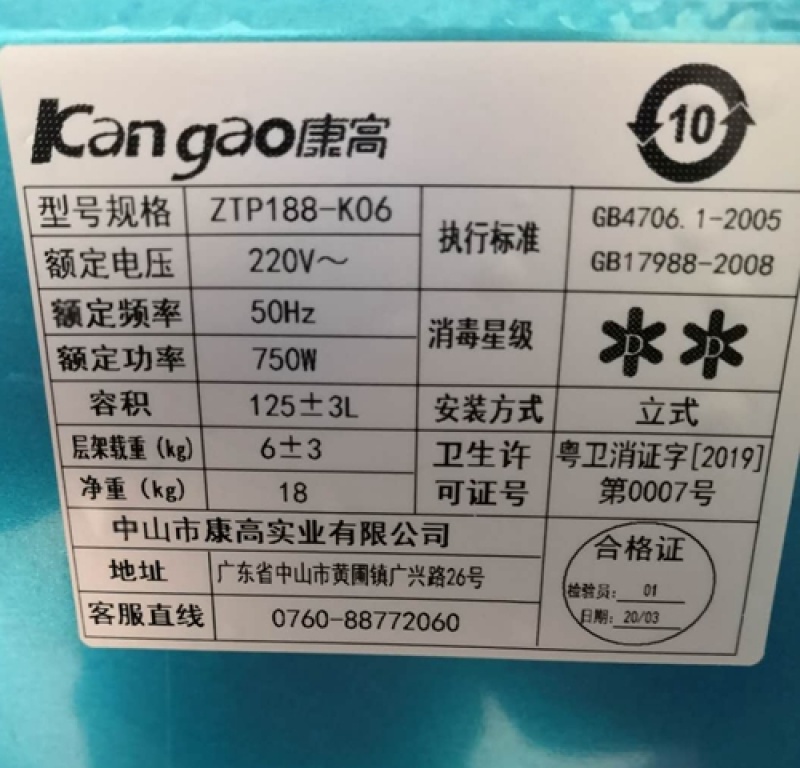 Kangao康高
10
型号规格 ZTP188-K06
额定电压 220V～
执行标准 GB4706.1-2005
GB17988-2008
额定频率 50Hz
额定功率 750W
消毒星级 D D
容积 125±3L
安装方式 立式
层架载重(kg) 6±3
净重(kg) 18
卫生许
可证号
粤卫消证字[2019]
第0007号
中山市康高实业有限公司
地址 广东省中山市黄圃镇广兴路26号
客服直线 0760-88772060
合格证
检验员: 01
日期: 20/03